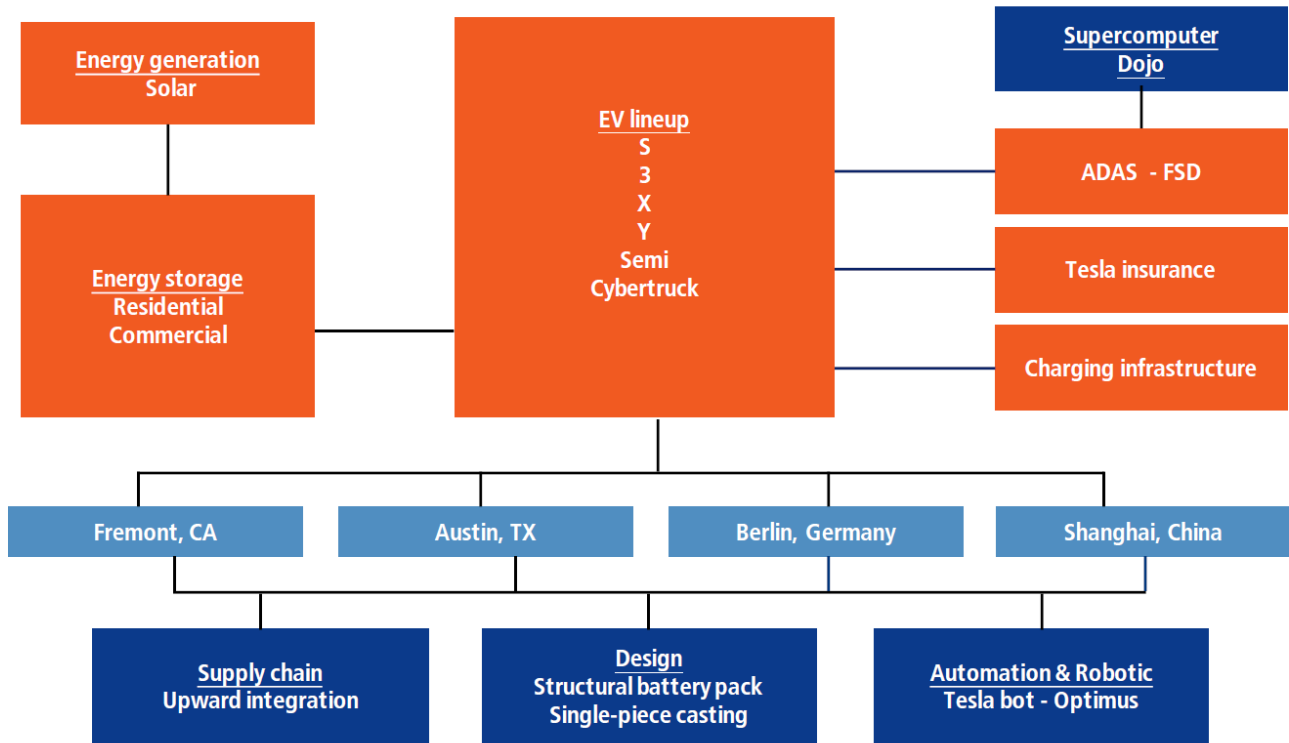 Energy generation
Solar
Energy storage
Residential
Commercial
EV lineup
S
3
X
Y
Semi
Cybertruck
Supercomputer
Dojo
ADAS - FSD
Tesla insurance
Charging infrastructure
Fremont, CA
Austin, TX
Berlin, Germany
Shanghai, China
Supply chain
Upward integration
Design
Structural battery pack
Single-piece casting
Automation & Robotic
Tesla bot - Optimus